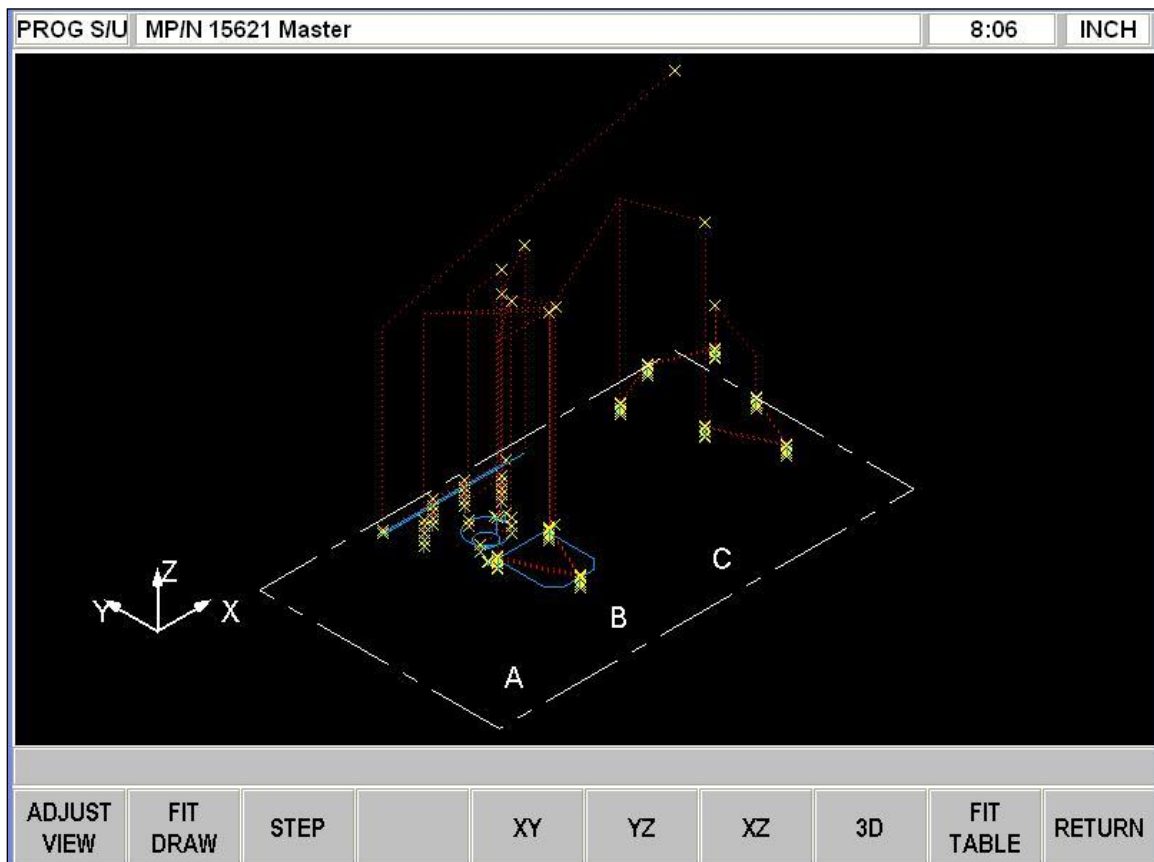 PROG S/U MP/N 15621 Master 8:06 INCH
Z
Y X
C
B
A
ADJUST VIEW
FIT DRAW
STEP
XY
YZ
XZ
3D
FIT TABLE
RETURN